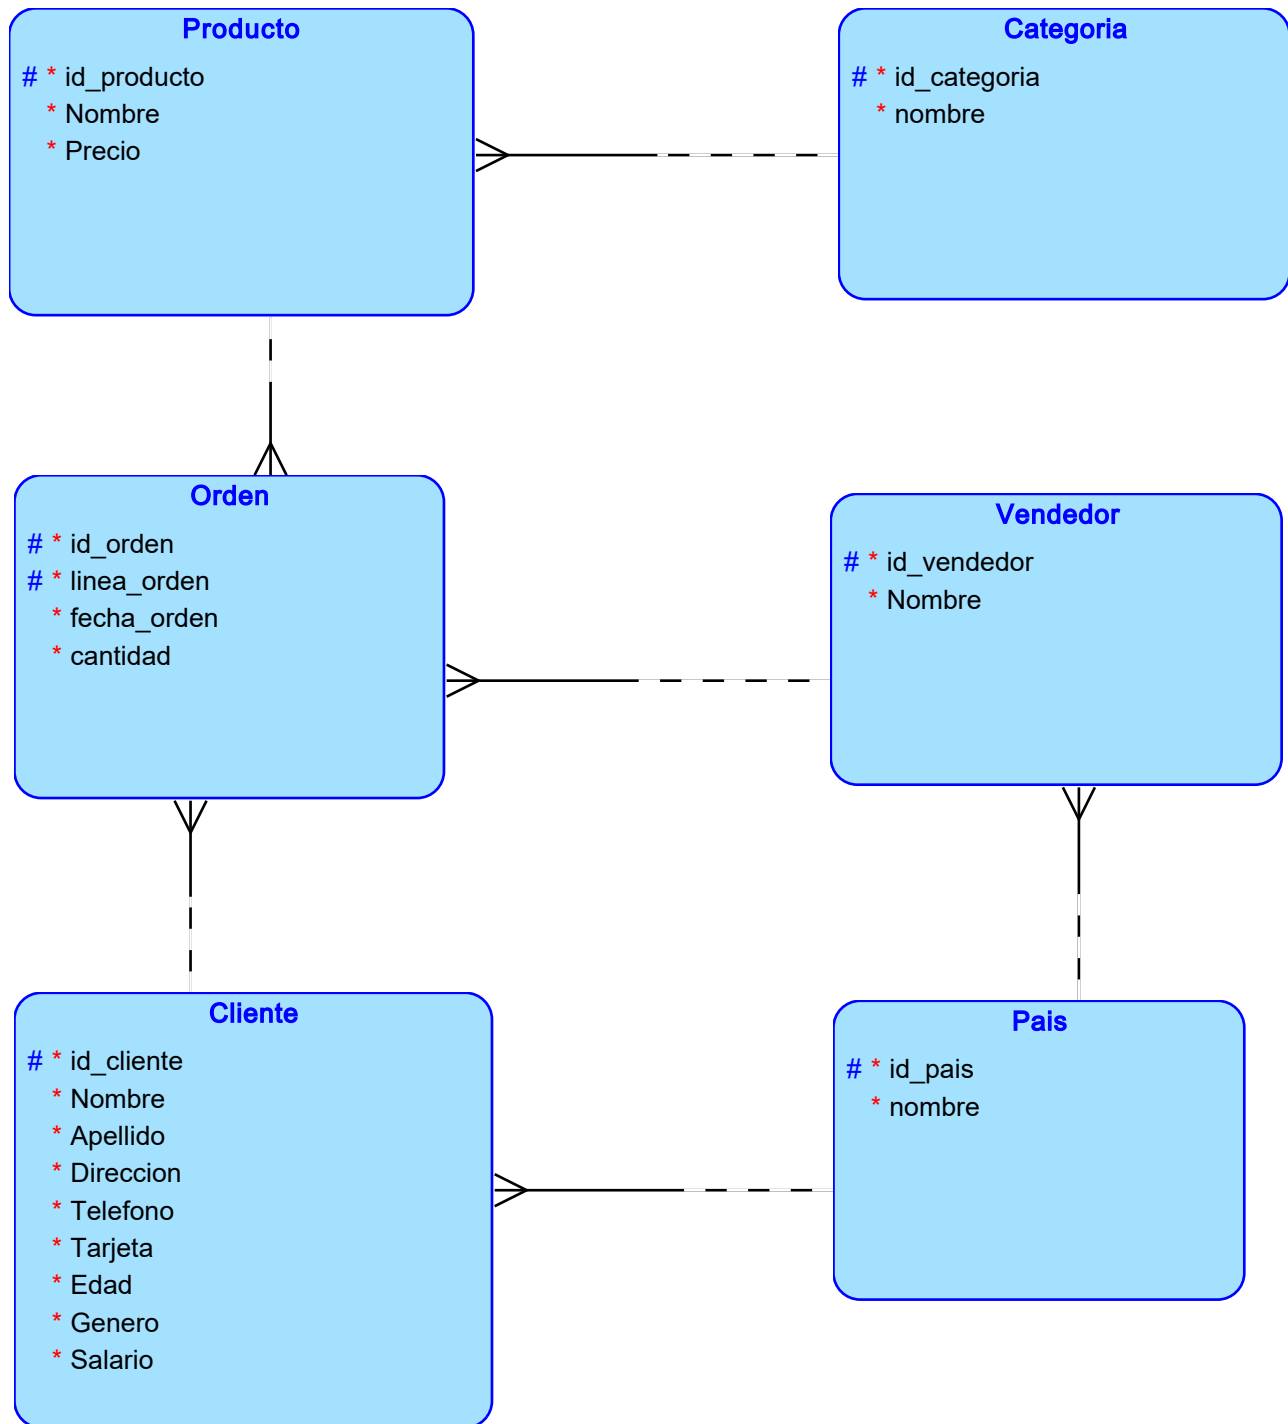 Producto
# * id_producto
* Nombre
* Precio
Categoria
# * id_categoria
* nombre
Orden
# * id_orden
# * linea_orden
* fecha_orden
* cantidad
Vendedor
# * id_vendedor
* Nombre
Cliente
# * id_cliente
* Nombre
* Apellido
* Direccion
* Telefono
* Tarjeta
* Edad
* Genero
* Salario
Pais
# * id_pais
* nombre